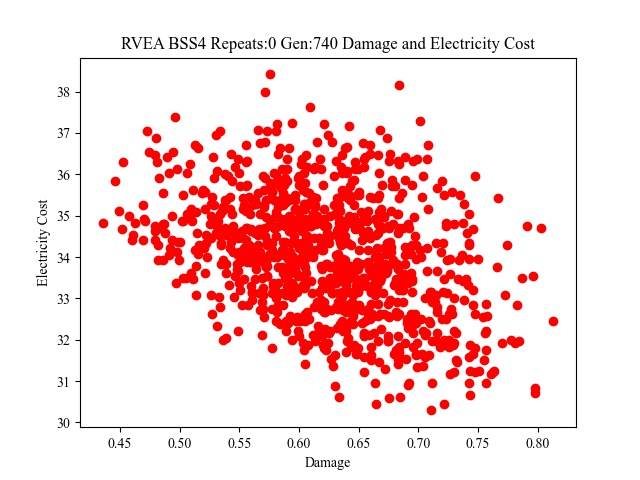 RVEA BSS4 Repeats:0 Gen:740 Damage and Electricity Cost
38
37
36
35
34
33
32
31
30
Electricity Cost
0.45 0.50 0.55 0.60 0.65 0.70 0.75 0.80
Damage